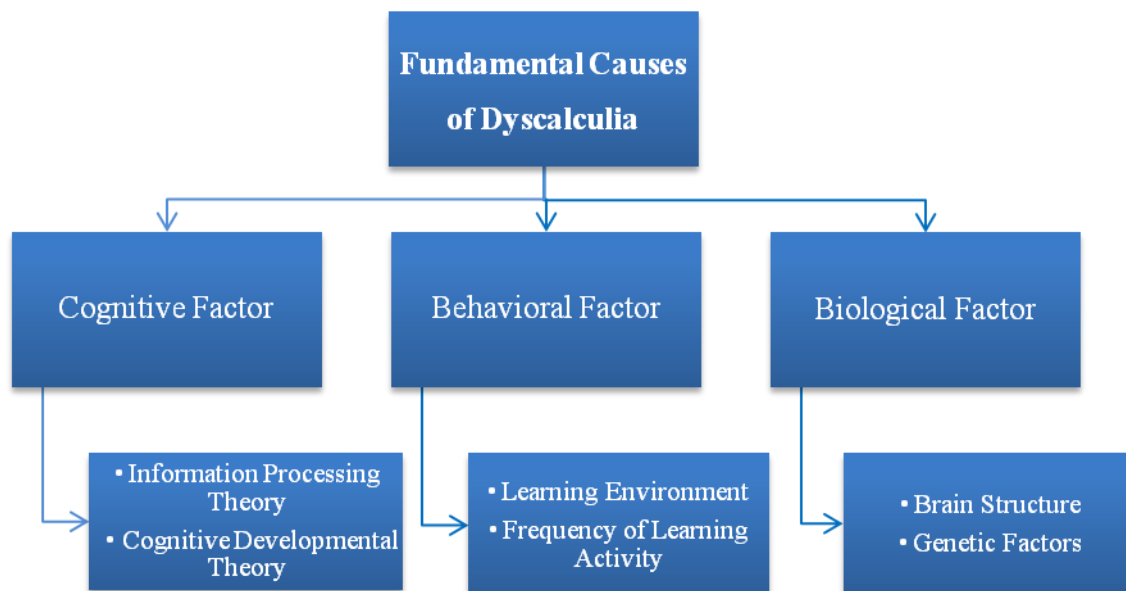 Fundamental Causes
of Dyscalculia
Cognitive Factor
Behavioral Factor
Biological Factor
▪ Information Processing
Theory
▪ Cognitive Developmental
Theory
▪ Learning Environment
▪ Frequency of Learning
Activity
▪ Brain Structure
▪ Genetic Factors